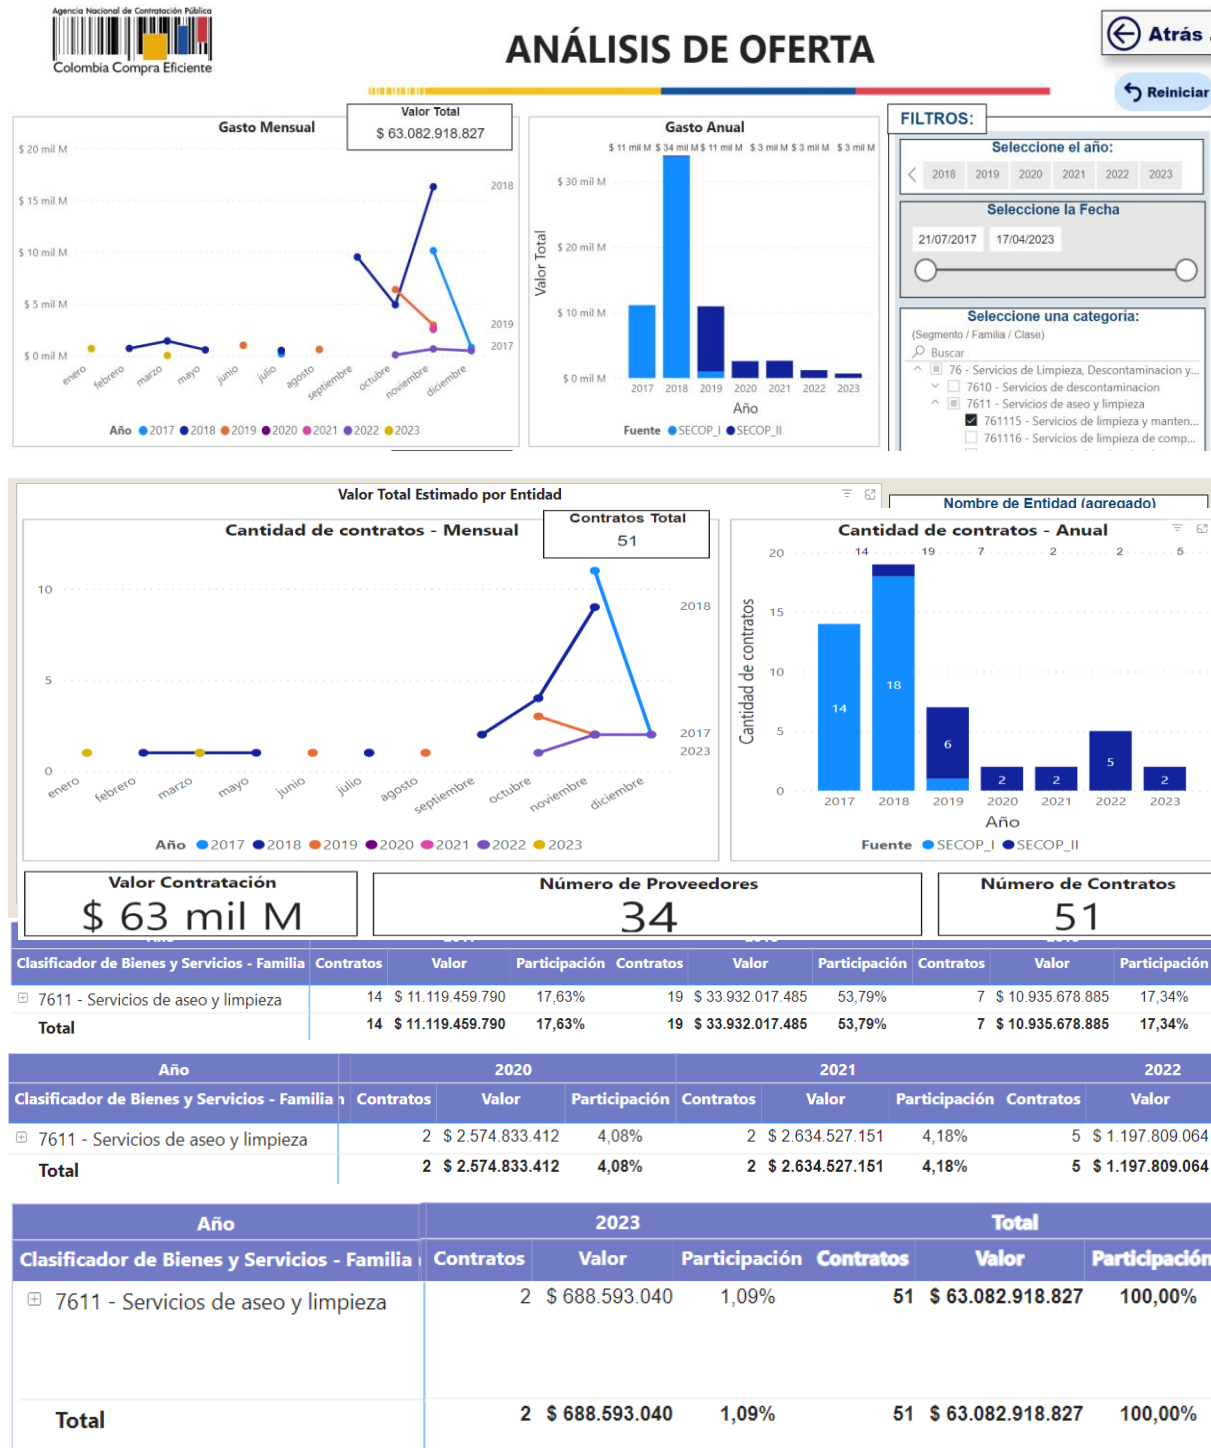 Agencia Nacional de Contratación Pública
Colombia Compra Eficiente
ANÁLISIS DE OFERTA
Atrás
Reiniciar
Gasto Mensual
Valor Total
$ 63.082.918.827
$ 20 mil M
$ 15 mil M
$ 10 mil M
$ 5 mil M
$ 0 mil M
2018
2019
2017
enero febrero marzo mayo junio julio agosto septiembre octubre noviembre diciembre
Año 2017 2018 2019 2020 2021 2022 2023
Gasto Anual
$ 11 mil M $ 34 mil M $ 11 mil M $ 3 mil M $ 3 mil M $ 3 mil M
Valor Total
$ 30 mil M
$ 20 mil M
$ 10 mil M
$ 0 mil M
2017 2018 2019 2020 2021 2022 2023
Año
Fuente SECOP_I SECOP_II
FILTROS:
Seleccione el año:
2018 2019 2020 2021 2022 2023
Seleccione la Fecha
21/07/2017 17/04/2023
Seleccione una categoría:
(Segmento / Familia / Clase)
Buscar
76 - Servicios de Limpieza, Descontaminacion y...
7610 - Servicios de descontaminacion
7611 - Servicios de aseo y limpieza
761115 - Servicios de limpieza y manten...
761116 - Servicios de limpieza de comp...
Valor Total Estimado por Entidad
Nombre de Entidad (agregado)
Cantidad de contratos - Mensual
Contratos Total
51
10
5
0
2018
2017
2023
enero febrero marzo mayo junio julio agosto septiembre octubre noviembre diciembre
Año 2017 2018 2019 2020 2021 2022 2023
Cantidad de contratos - Anual
14 19 7 2 2 5
Cantidad de contratos
20
15
10
5
0
14 18 6 2 2 5 2
2017 2018 2019 2020 2021 2022 2023
Año
Fuente SECOP_I SECOP_II
Valor Contratación
$ 63 mil M
Número de Proveedores
34
Número de Contratos
51
Clasificador de Bienes y Servicios - Familia Contratos Valor Participación Contratos Valor Participación Contratos Valor Participación
7611 - Servicios de aseo y limpieza 14 $ 11.119.459.790 17,63% 19 $ 33.932.017.485 53,79% 7 $ 10.935.678.885 17,34%
Total 14 $ 11.119.459.790 17,63% 19 $ 33.932.017.485 53,79% 7 $ 10.935.678.885 17,34%
Año 2020 2021 2022
Clasificador de Bienes y Servicios - Familia Contratos Valor Participación Contratos Valor Participación Contratos Valor
7611 - Servicios de aseo y limpieza 2 $ 2.574.833.412 4,08% 2 $ 2.634.527.151 4,18% 5 $ 1.197.809.064
Total 2 $ 2.574.833.412 4,08% 2 $ 2.634.527.151 4,18% 5 $ 1.197.809.064
Año 2023 Total
Clasificador de Bienes y Servicios - Familia Contratos Valor Participación Contratos Valor Participación
7611 - Servicios de aseo y limpieza 2 $ 688.593.040 1,09% 51 $ 63.082.918.827 100,00%
Total 2 $ 688.593.040 1,09% 51 $ 63.082.918.827 100,00%